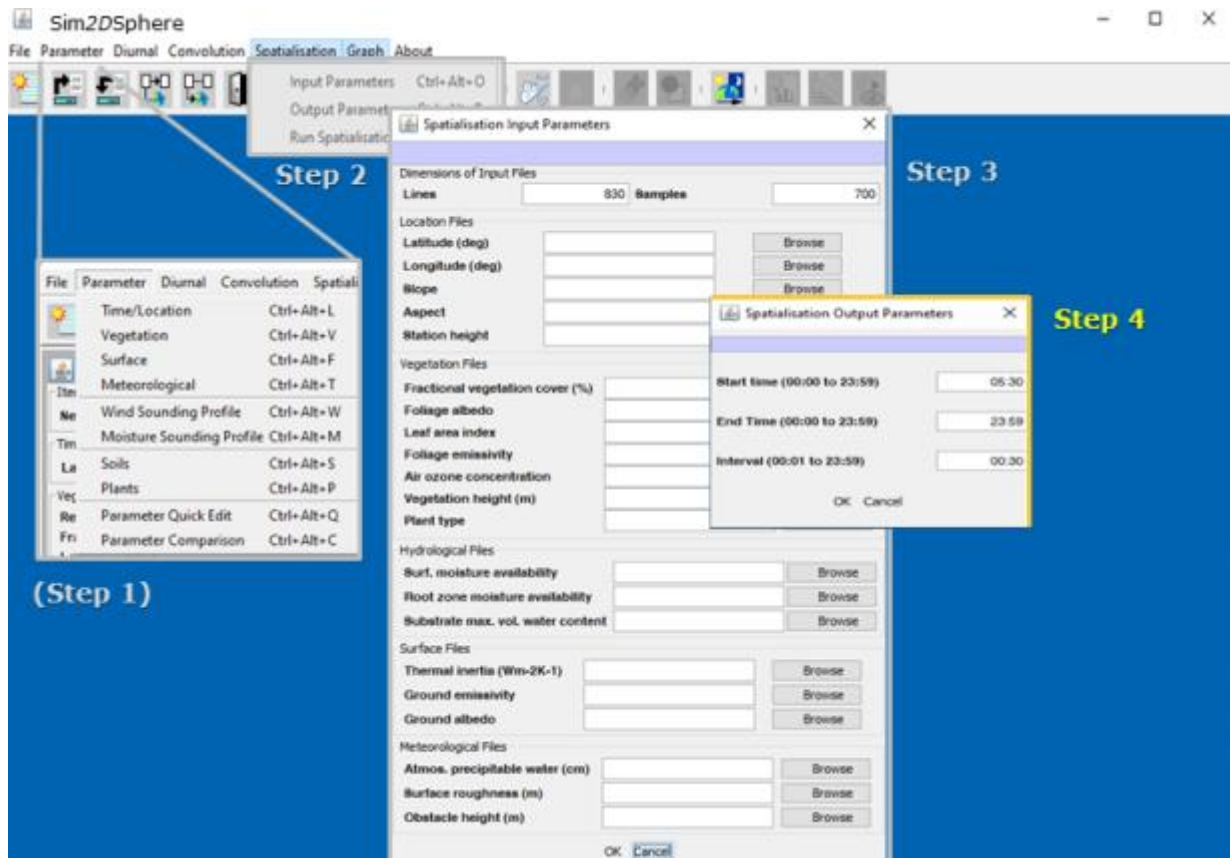 Sim2DSphere
File Parameter Diurnal Convolution Spatialisation Graph About
Input Parameters Ctrl+Alt+O
Output Paramet
Run Spatialisatio
Step 2
Spatialisation Input Parameters
Step 3
Dimensions of Input Files
Lines 830 Samples 700
Location Files
Latitude (deg) Browse
Longitude (deg) Browse
Slope Browse
Aspect
Station height
Vegetation Files
Fractional vegetation cover (%)
Foliage albedo
Leaf area index
Foliage emissivity
Air ozone concentration
Vegetation height (m)
Plant type
Hydrological Files
Surf. moisture availability Browse
Root zone moisture availability Browse
Substrate max. vol. water content Browse
Surface Files
Thermal inertia (Wm-2K-1) Browse
Ground emissivity Browse
Ground albedo Browse
Meteorological Files
Atmos. precipitable water (cm) Browse
Surface roughness (m) Browse
Obstacle height (m) Browse
OK Cancel
File Parameter Diurnal Convolution Spatiali
Time/Location Ctrl+Alt+L
Vegetation Ctrl+Alt+V
Surface Ctrl+Alt+F
Meteorological Ctrl+Alt+T
Wind Sounding Profile Ctrl+Alt+W
Moisture Sounding Profile Ctrl+Alt+M
Soils Ctrl+Alt+S
Plants Ctrl+Alt+P
Parameter Quick Edit Ctrl+Alt+Q
Parameter Comparison Ctrl+Alt+C
Ne
Tim
La
Veg
Re
(Step 1)
Spatialisation Output Parameters
Step 4
Start time (00:00 to 23:59) 05:30
End Time (00:00 to 23:59) 23:59
Interval (00:01 to 23:59) 00:30
OK Cancel